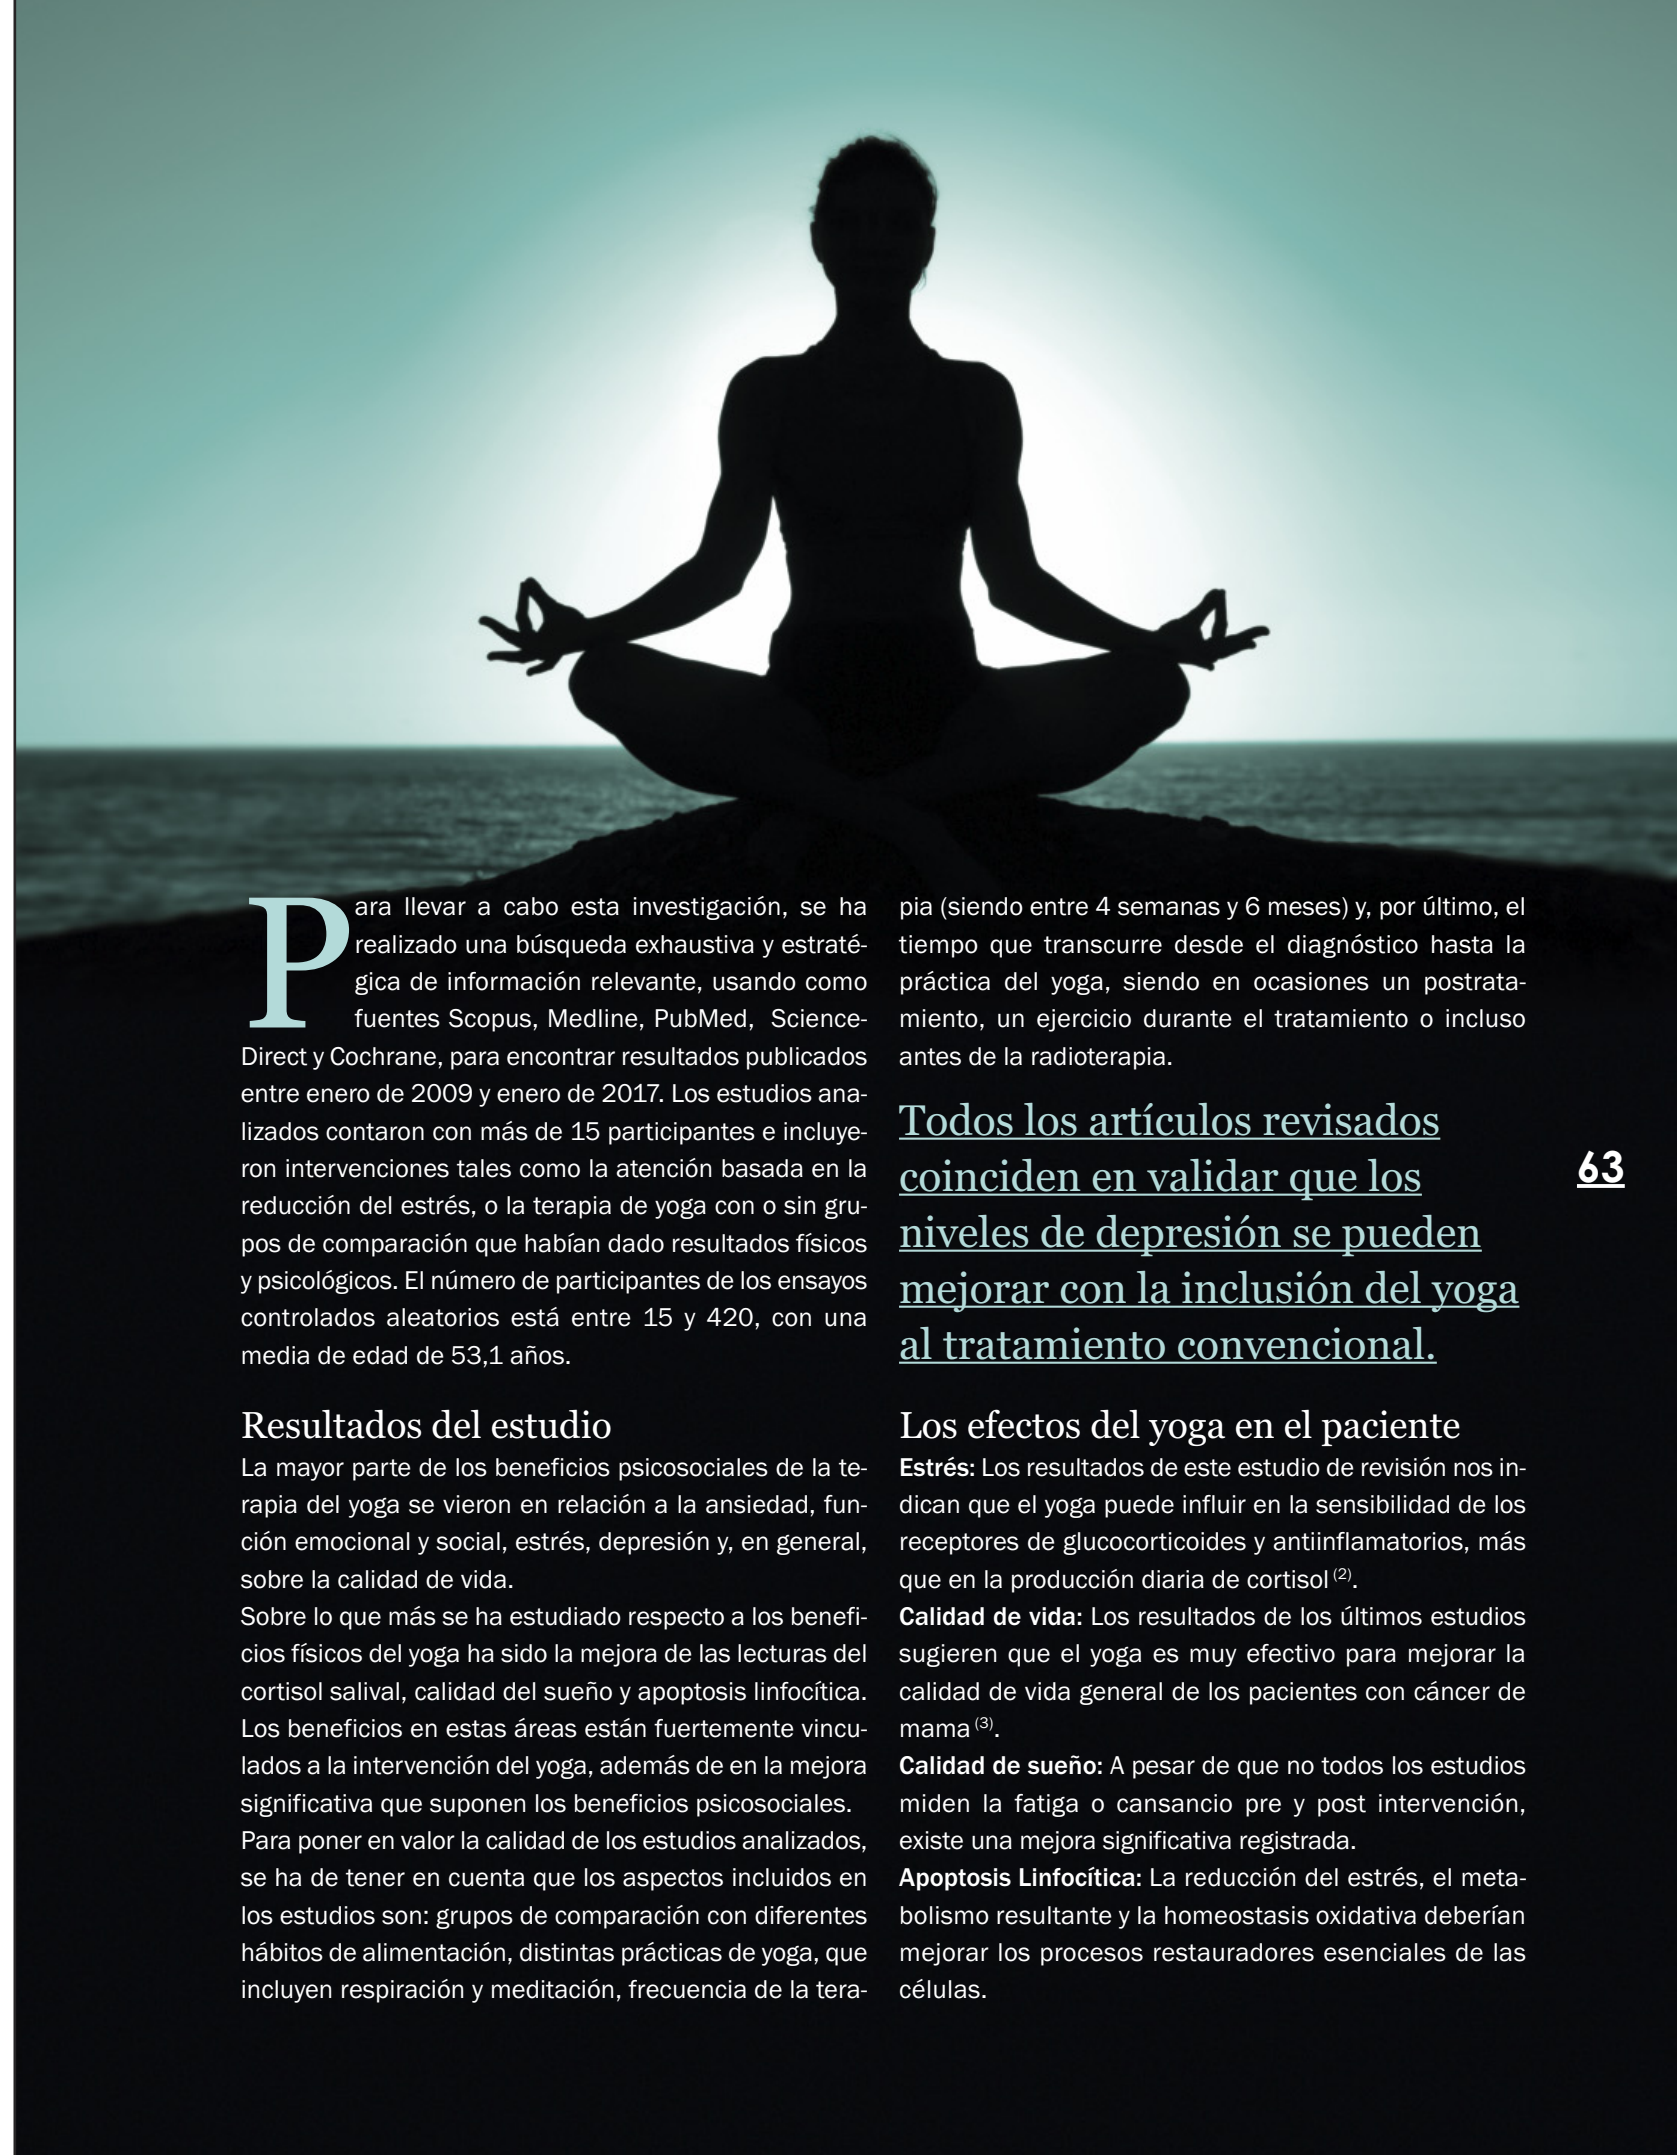 Para llevar a cabo esta investigación, se ha
realizado una búsqueda exhaustiva y estraté-
gica de información relevante, usando como
fuentes Scopus, Medline, PubMed, Science-
Direct y Cochrane, para encontrar resultados publicados
entre enero de 2009 y enero de 2017. Los estudios ana-
lizados contaron con más de 15 participantes e incluye-
ron intervenciones tales como la atención basada en la
reducción del estrés, o la terapia de yoga con o sin gru-
pos de comparación que habían dado resultados físicos
y psicológicos. El número de participantes de los ensayos
controlados aleatorios está entre 15 y 420, con una
media de edad de 53,1 años.
Resultados del estudio
La mayor parte de los beneficios psicosociales de la te-
rapia del yoga se vieron en relación a la ansiedad, fun-
ción emocional y social, estrés, depresión y, en general,
sobre la calidad de vida.
Sobre lo que más se ha estudiado respecto a los benefi-
cios físicos del yoga ha sido la mejora de las lecturas del
cortisol salival, calidad del sueño y apoptosis linfocítica.
Los beneficios en estas áreas están fuertemente vincu-
lados a la intervención del yoga, además de en la mejora
significativa que suponen los beneficios psicosociales.
Para poner en valor la calidad de los estudios analizados,
se ha de tener en cuenta que los aspectos incluidos en
los estudios son: grupos de comparación con diferentes
hábitos de alimentación, distintas prácticas de yoga, que
incluyen respiración y meditación, frecuencia de la tera-
pia (siendo entre 4 semanas y 6 meses) y, por último, el
tiempo que transcurre desde el diagnóstico hasta la
práctica del yoga, siendo en ocasiones un postrata-
miento, un ejercicio durante el tratamiento o incluso
antes de la radioterapia.
Todos los artículos revisados
coinciden en validar que los
niveles de depresión se pueden
mejorar con la inclusión del yoga
al tratamiento convencional.
Los efectos del yoga en el paciente
Estrés: Los resultados de este estudio de revisión nos in-
dican que el yoga puede influir en la sensibilidad de los
receptores de glucocorticoides y antiinflamatorios, más
que en la producción diaria de cortisol (2).
Calidad de vida: Los resultados de los últimos estudios
sugieren que el yoga es muy efectivo para mejorar la
calidad de vida general de los pacientes con cáncer de
mama (3).
Calidad de sueño: A pesar de que no todos los estudios
miden la fatiga o cansancio pre y post intervención,
existe una mejora significativa registrada.
Apoptosis Linfocítica: La reducción del estrés, el meta-
bolismo resultante y la homeostasis oxidativa deberían
mejorar los procesos restauradores esenciales de las
células.
63